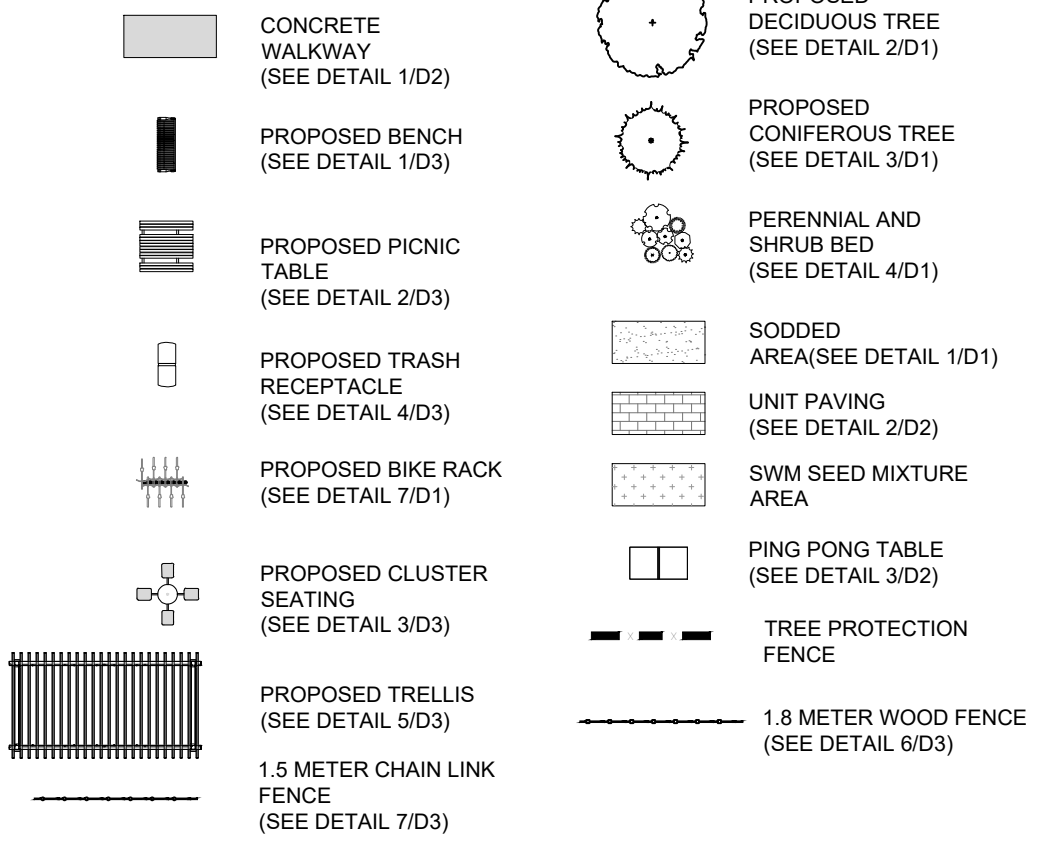 CONCRETE
WALKWAY
(SEE DETAIL 1/D2)
PROPOSED BENCH
(SEE DETAIL 1/D3)
PROPOSED PICNIC
TABLE
(SEE DETAIL 2/D3)
PROPOSED TRASH
RECEPTACLE
(SEE DETAIL 4/D3)
PROPOSED BIKE RACK
(SEE DETAIL 7/D1)
PROPOSED CLUSTER
SEATING
(SEE DETAIL 3/D3)
PROPOSED TRELLIS
(SEE DETAIL 5/D3)
1.5 METER CHAIN LINK
FENCE
(SEE DETAIL 7/D3)
PROPOSED
DECIDUOUS TREE
(SEE DETAIL 2/D1)
PROPOSED
CONIFEROUS TREE
(SEE DETAIL 3/D1)
PERENNIAL AND
SHRUB BED
(SEE DETAIL 4/D1)
SODDED
AREA(SEE DETAIL 1/D1)
UNIT PAVING
(SEE DETAIL 2/D2)
SWM SEED MIXTURE
AREA
PING PONG TABLE
(SEE DETAIL 3/D2)
TREE PROTECTION
FENCE
1.8 METER WOOD FENCE
(SEE DETAIL 6/D3)